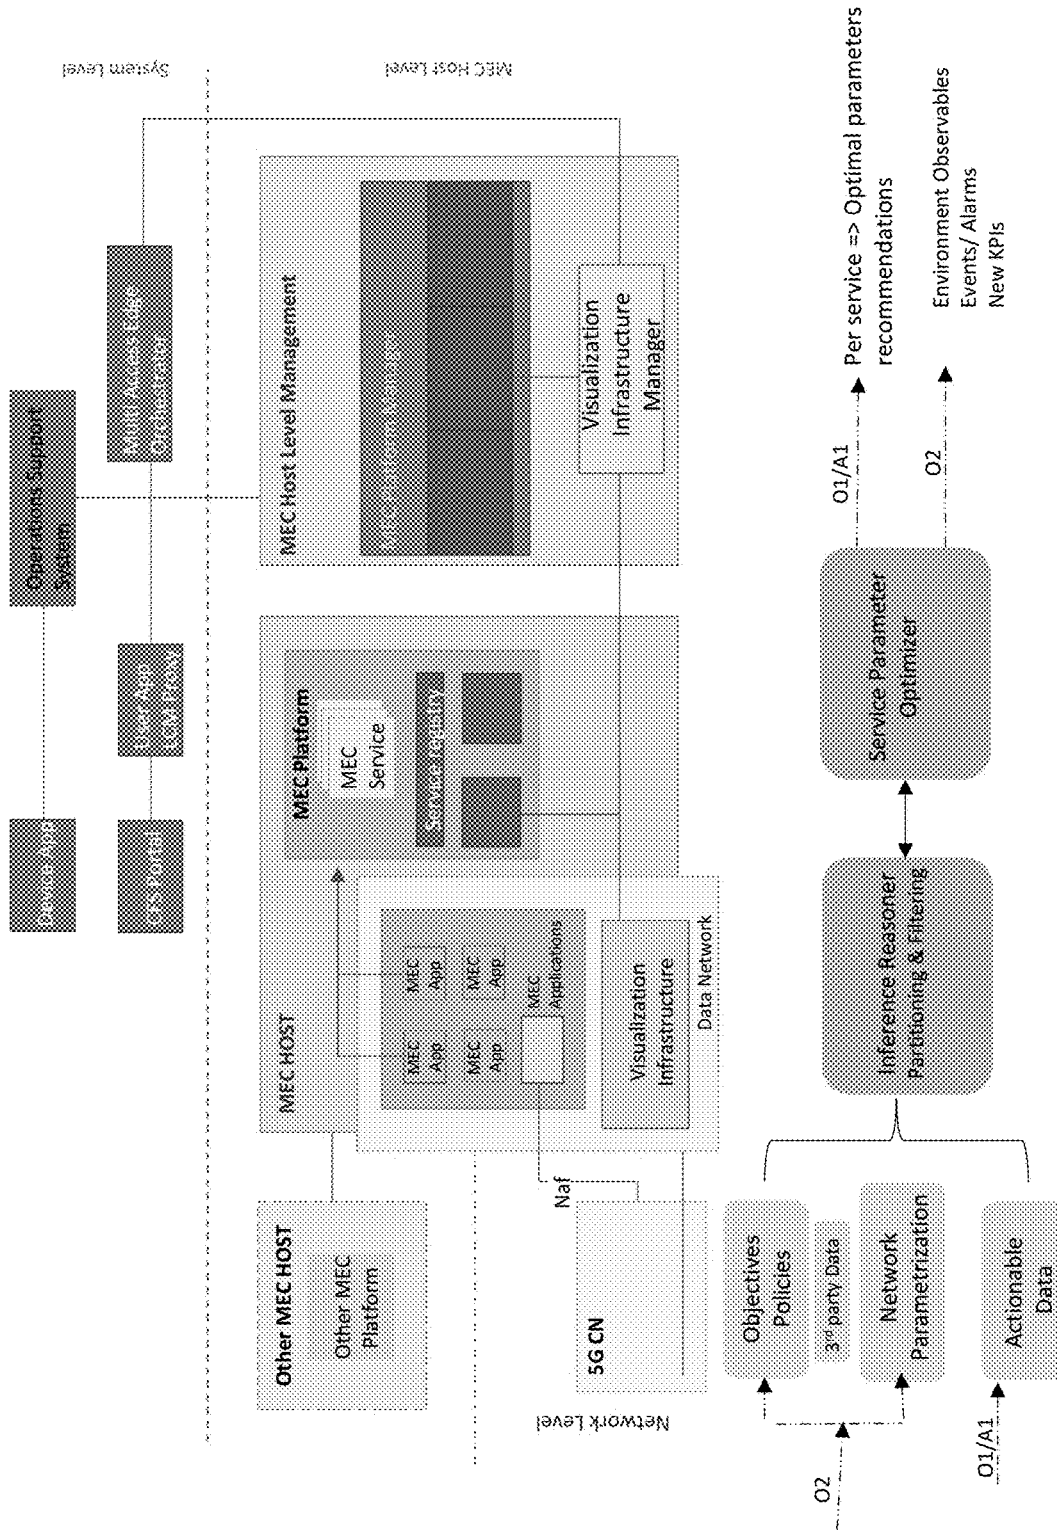 System Level
MEC Host Level
Network Level
Device App
Operations Support
System
CFS Portal
User App
LCM Proxy
Multi Access Edge
Orchestrator
Other MEC HOST
Other MEC
Platform
MEC HOST
MEC Platform
MEC
Service
Service registry
MEC
App
MEC
App
MEC
App
MEC
App
MEC
Applications
Visualization
Infrastructure
Data Network
MEC Host Level Management
Visualization
Infrastructure
Manager
5G CN
Naf
O2
O1/A1
Objectives
Policies
3rd party Data
Network
Parametrization
Actionable
Data
Inference Reasoner
Partitioning & Filtering
Service Parameter
Optimizer
O1/A1
O2
Per service => Optimal parameters
recommendations
Environment Observables
Events/ Alarms
New KPIs